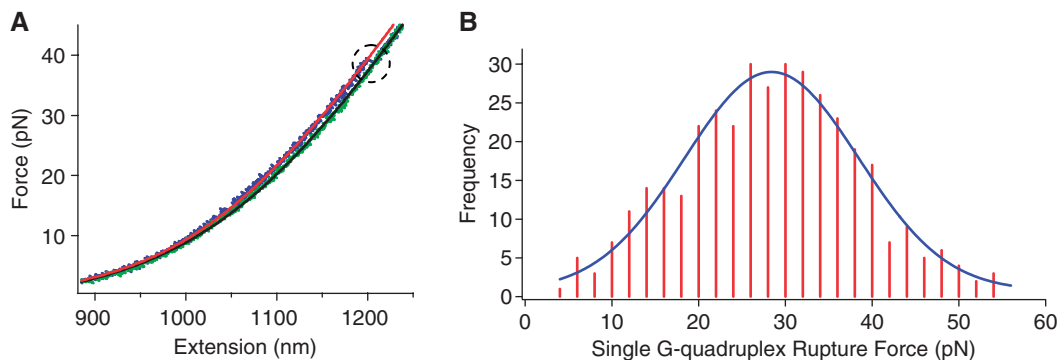 A
Force (pN)
40
30
20
10
900 1000 1100 1200
Extension (nm)
B
Frequency
30
25
20
15
10
5
0
0 10 20 30 40 50 60
Single G-quadruplex Rupture Force (pN)